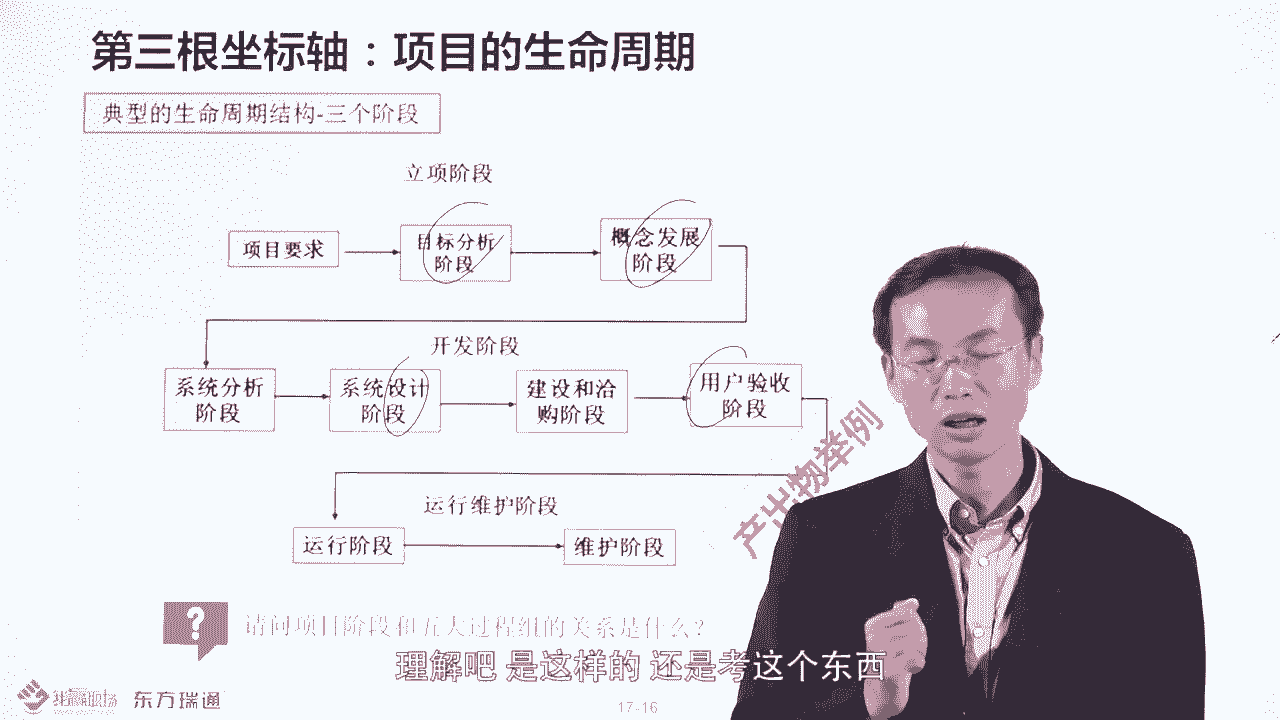 第三根坐标轴：项目的生命周期
典型的生命周期结构-三个阶段
立项阶段
项目要求
目标分析
阶段
概念发展
阶段
开发阶段
系统分析
阶段
系统设计
阶段
建设和洽
购阶段
用户验收
阶段
产出物举例
运行维护阶段
运行阶段
维护阶段
?
请问项目阶段和五大过程组的关系是什么?
理解吧 是这样的 还是考这个东西
东方瑞通
17-16